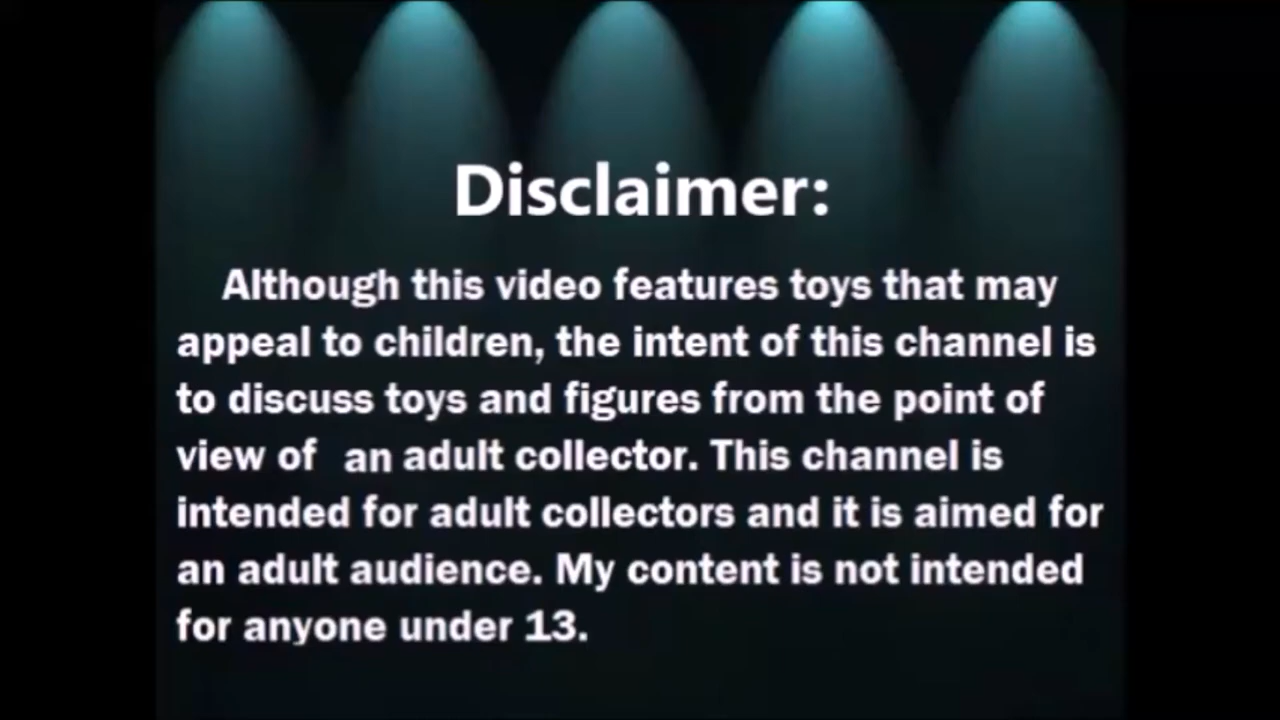 Disclaimer:
Although this video features toys that may
appeal to children, the intent of this channel is
to discuss toys and figures from the point of
view of an adult collector. This channel is
intended for adult collectors and it is aimed for
an adult audience. My content is not intended
for anyone under 13.